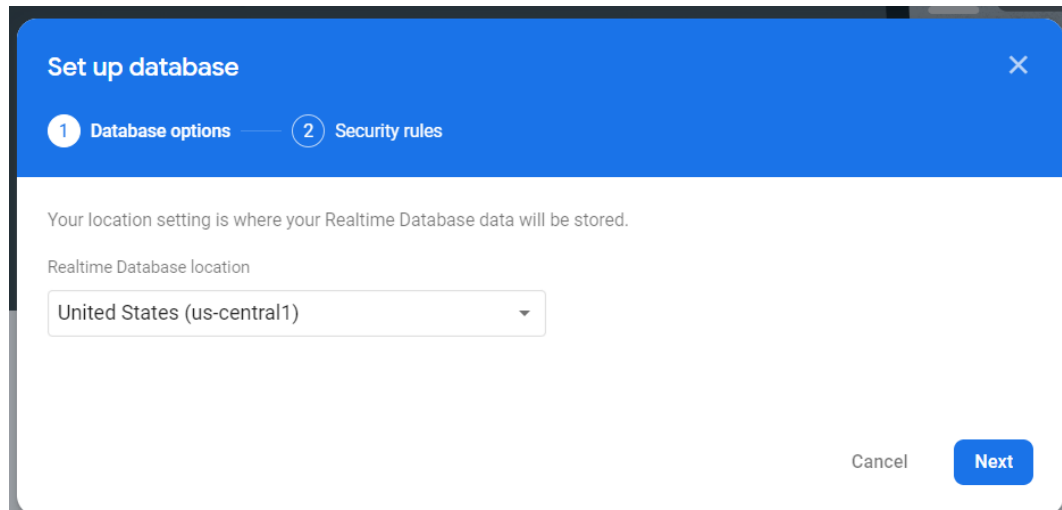 Set up database
1 Database options 2 Security rules
Your location setting is where your Realtime Database data will be stored.
Realtime Database location
United States (us-central1)
Cancel Next